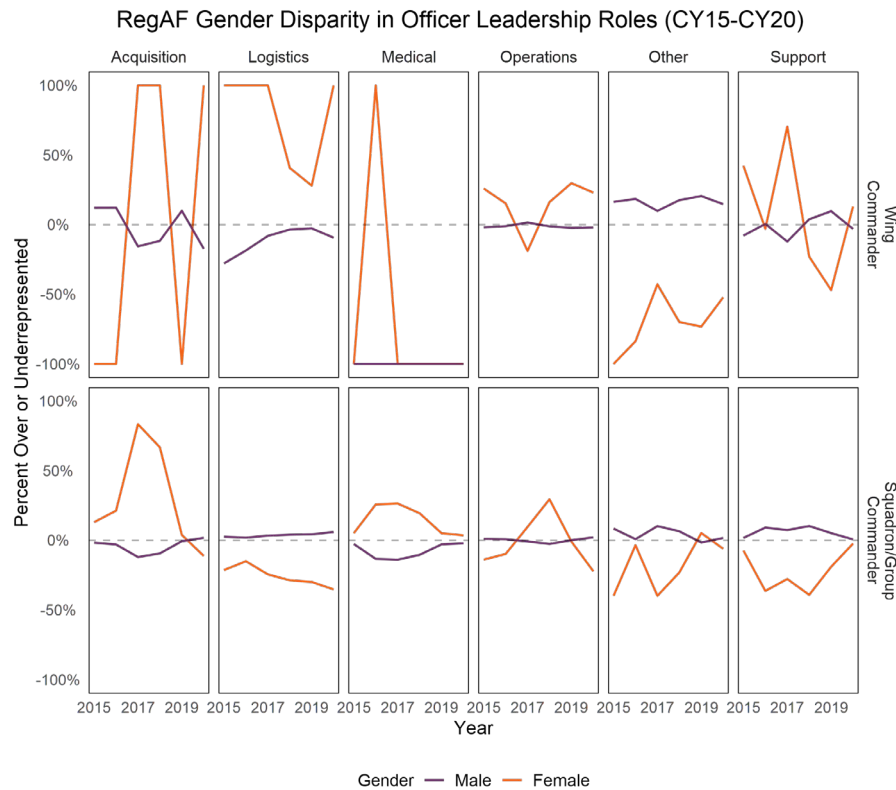 RegAF Gender Disparity in Officer Leadership Roles (CY15-CY20)
Acquisition Logistics Medical Operations Other Support
Percent Over or Underrepresented
100%
50%
0%
-50%
-100%
Wing
Commander
100%
50%
0%
-50%
-100%
Squadron/Group
Commander
2015 2017 2019 2015 2017 2019 2015 2017 2019 2015 2017 2019 2015 2017 2019 2015 2017 2019
Year
Gender Male Female